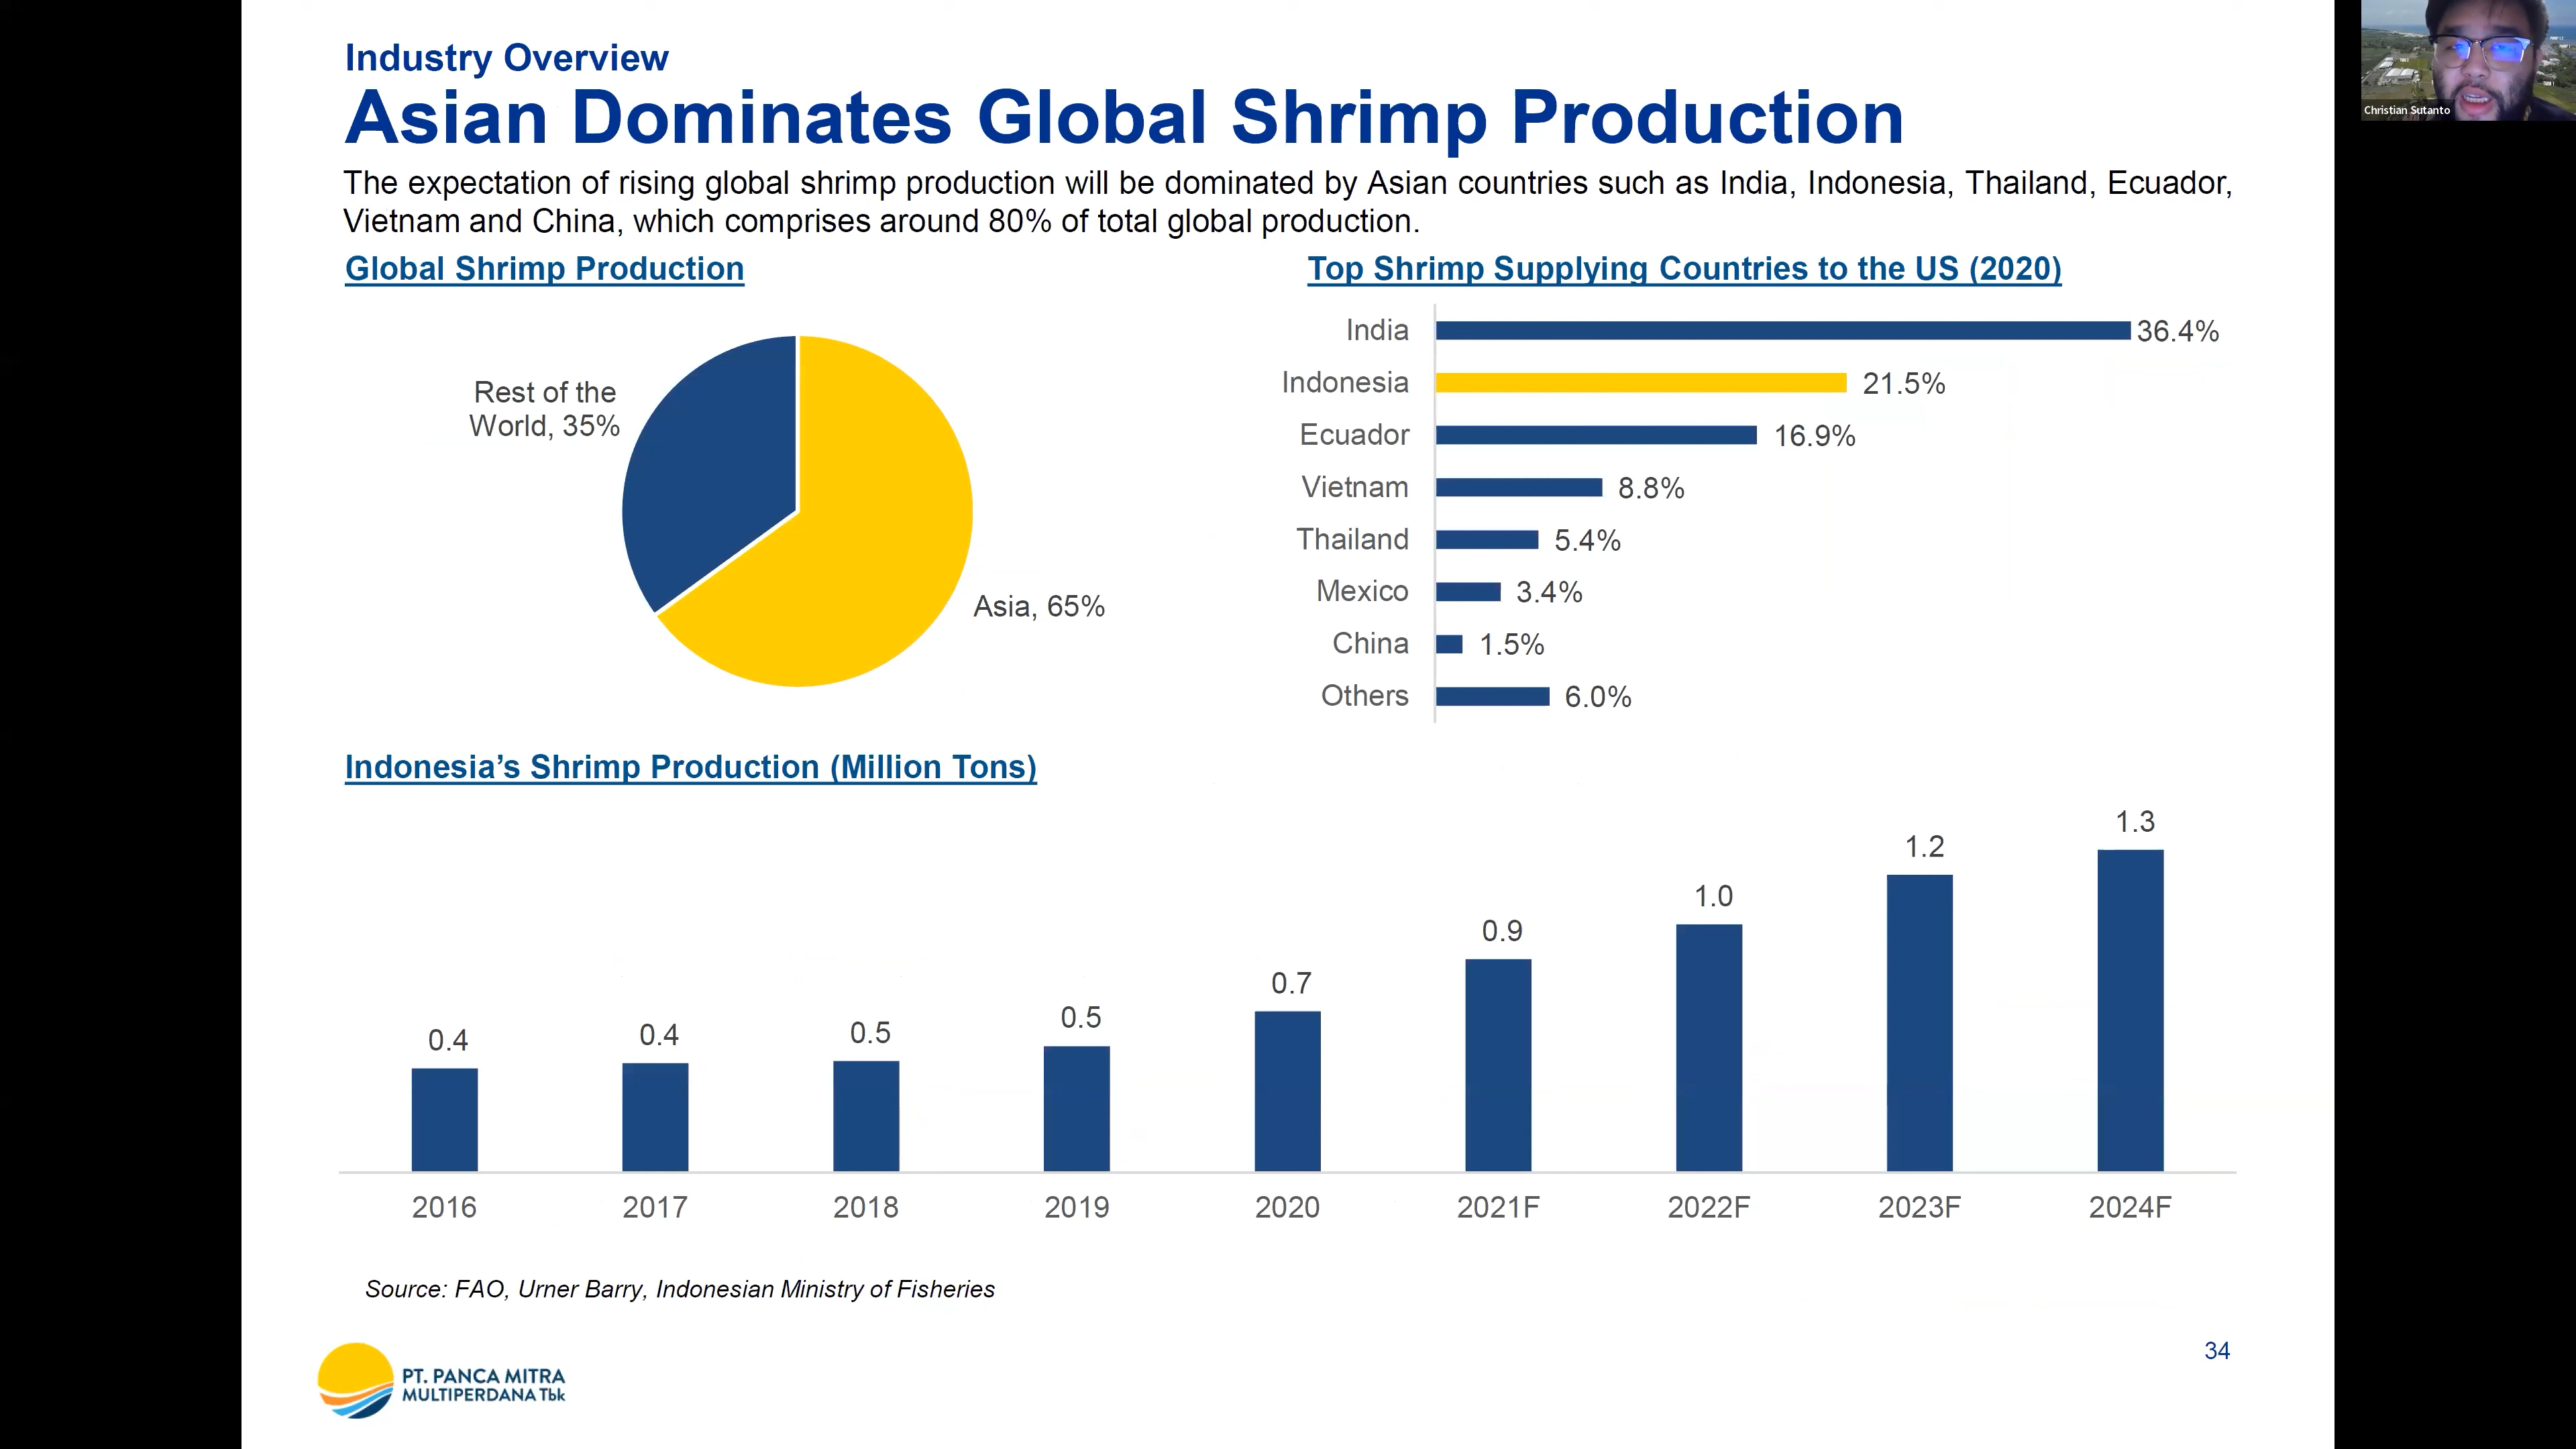 Industry Overview
Asian Dominates Global Shrimp Production
The expectation of rising global shrimp production will be dominated by Asian countries such as India, Indonesia, Thailand, Ecuador,
Vietnam and China, which comprises around 80% of total global production.
Global Shrimp Production
Rest of the
World, 35%
Asia, 65%
Top Shrimp Supplying Countries to the US (2020)
India 36.4%
Indonesia 21.5%
Ecuador 16.9%
Vietnam 8.8%
Thailand 5.4%
Mexico 3.4%
China 1.5%
Others 6.0%
Indonesia’s Shrimp Production (Million Tons)
0.4 0.4 0.5 0.5 0.7 0.9 1.0 1.2 1.3
2016 2017 2018 2019 2020 2021F 2022F 2023F 2024F
Source: FAO, Urner Barry, Indonesian Ministry of Fisheries
PT. PANCA MITRA
MULTIPERDANA Tbk
34
Christian Sutanto